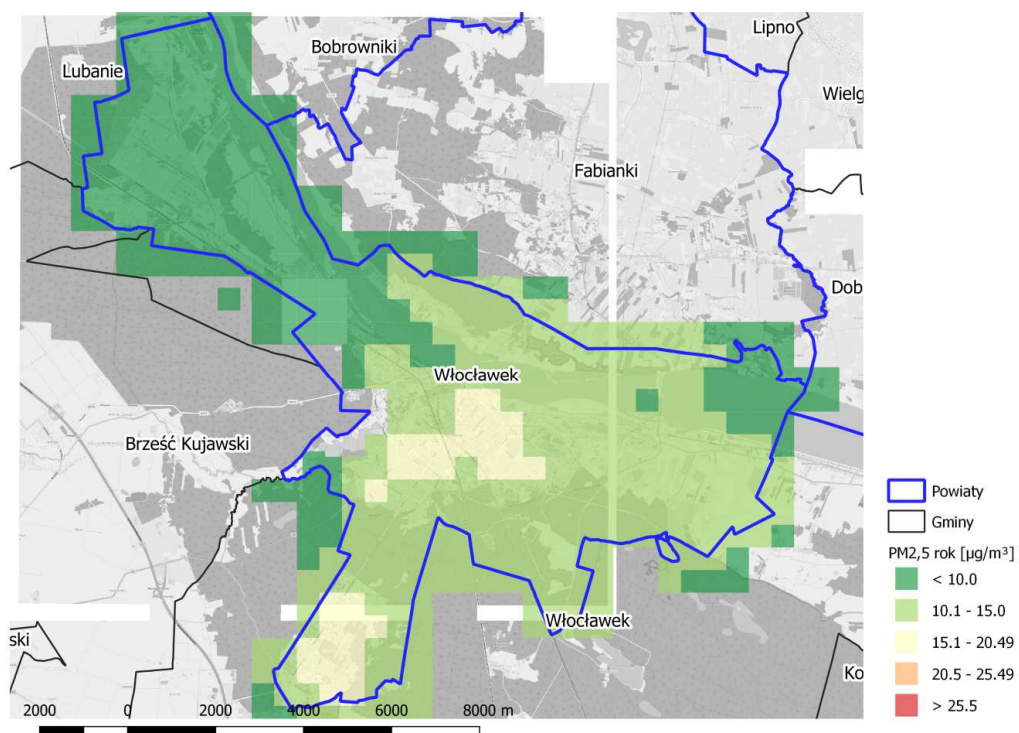 Lipno
Bobrowniki
Lubanie
Wielg
Fabianki
Dob
Włocławek
Brześć Kujawski
Powiaty
Gminy
PM2,5 rok [µg/m³]
< 10.0
10.1 - 15.0
15.1 - 20.49
20.5 - 25.49
> 25.5
Włocławek
ski
Ko
2000 0 2000 4000 6000 8000 m